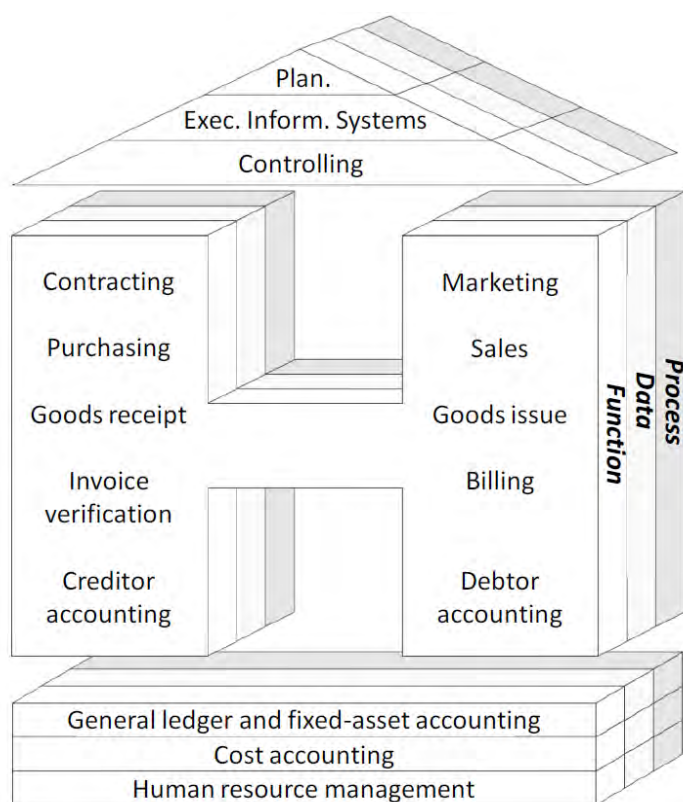 Plan.
Exec. Inform. Systems
Controlling
Contracting
Purchasing
Goods receipt
Invoice
verification
Creditor
accounting
Marketing
Sales
Goods issue
Billing
Debtor
accounting
Function
Data
Process
General ledger and fixed-asset accounting
Cost accounting
Human resource management